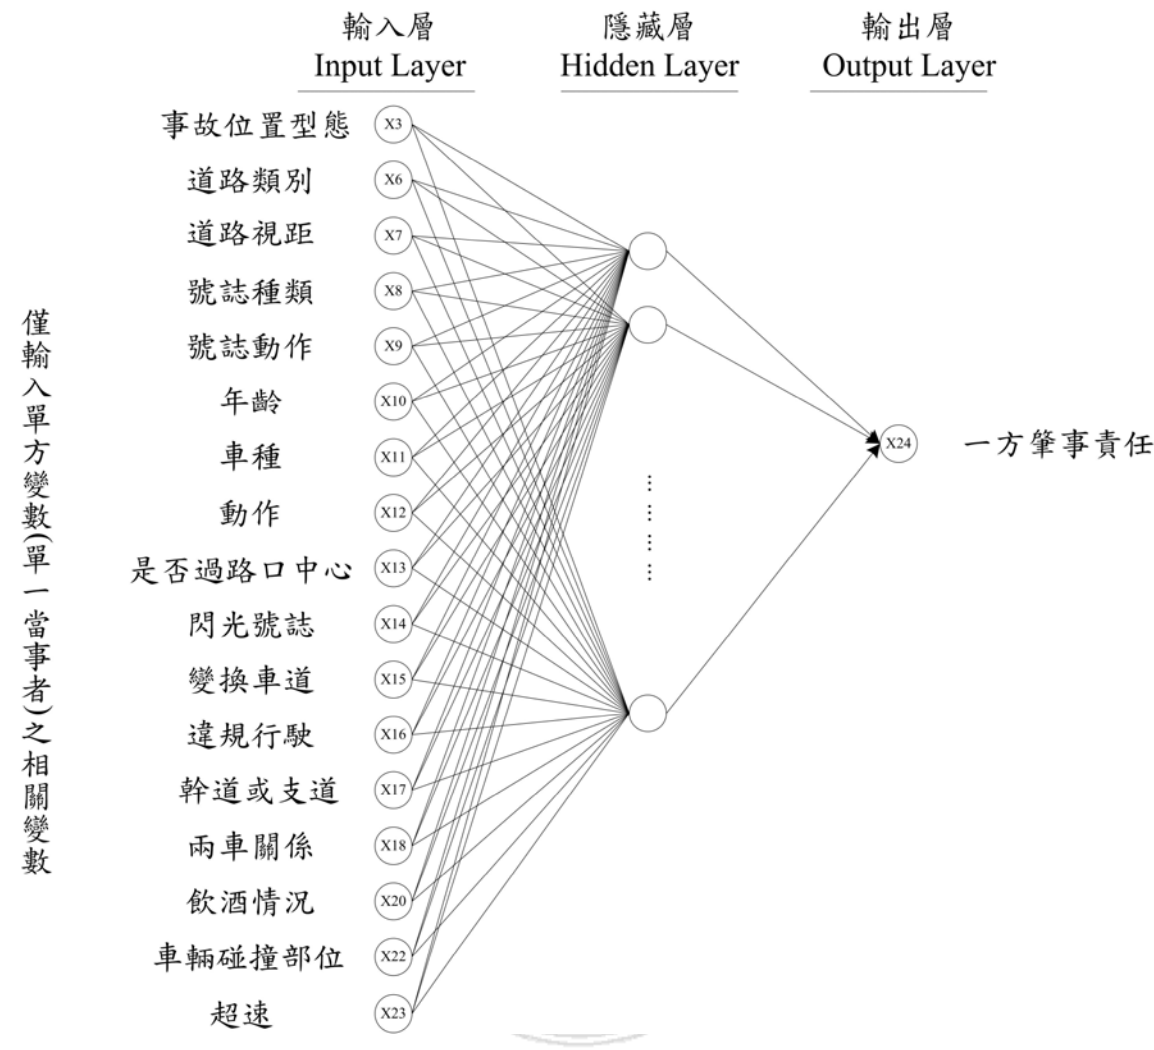 輸入層 隱藏層 輸出層
Input Layer Hidden Layer Output Layer
事故位置型態 X3
道路類別 X6
道路視距 X7
號誌種類 X8
號誌動作 X9
年齡 X10
車種 X11
動作 X12
是否過路口中心 X13
閃光號誌 X14
變換車道 X15
違規行駛 X16
幹道或支道 X17
兩車關係 X18
飲酒情況 X20
車輛碰撞部位 X22
超速 X23
X24 一方肇事責任
僅輸入單方變數(單一當事者)之相關變數